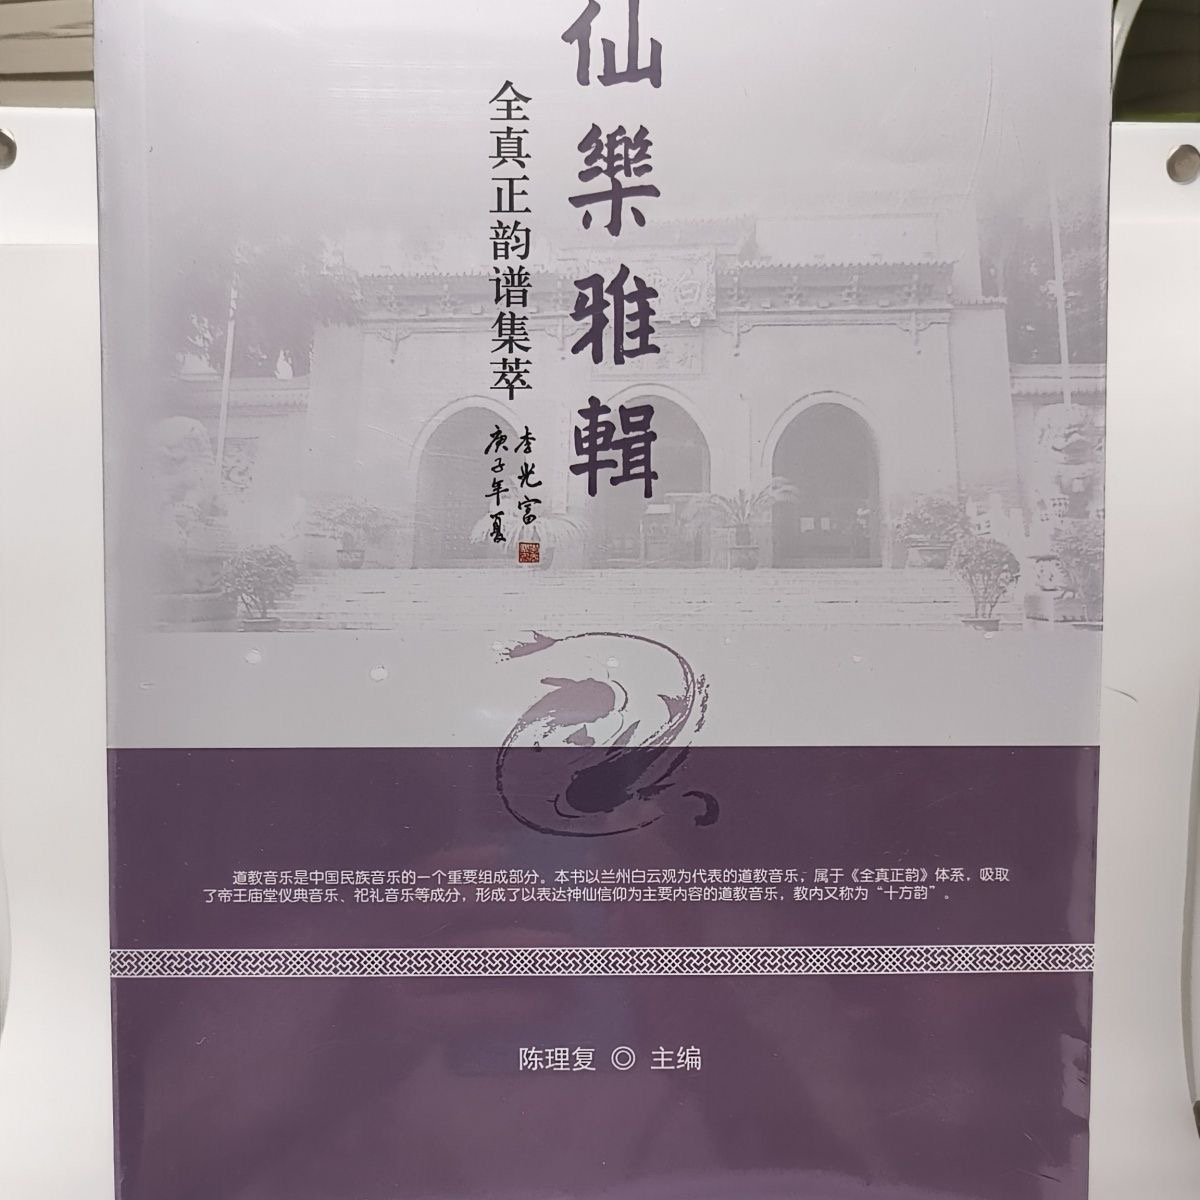 仙樂雅輯
全真正韵谱集萃
李光富
庚子年夏
道教音乐是中国民族音乐的一个重要组成部分。本书以兰州白云观为代表的道教音乐，属于《全真正韵》体系，吸取
了帝王庙堂仪典音乐、祀礼音乐等成分，形成了以表达神仙信仰为主要内容的道教音乐，教内又称为“十方韵”。
陈理复 ◎ 主编